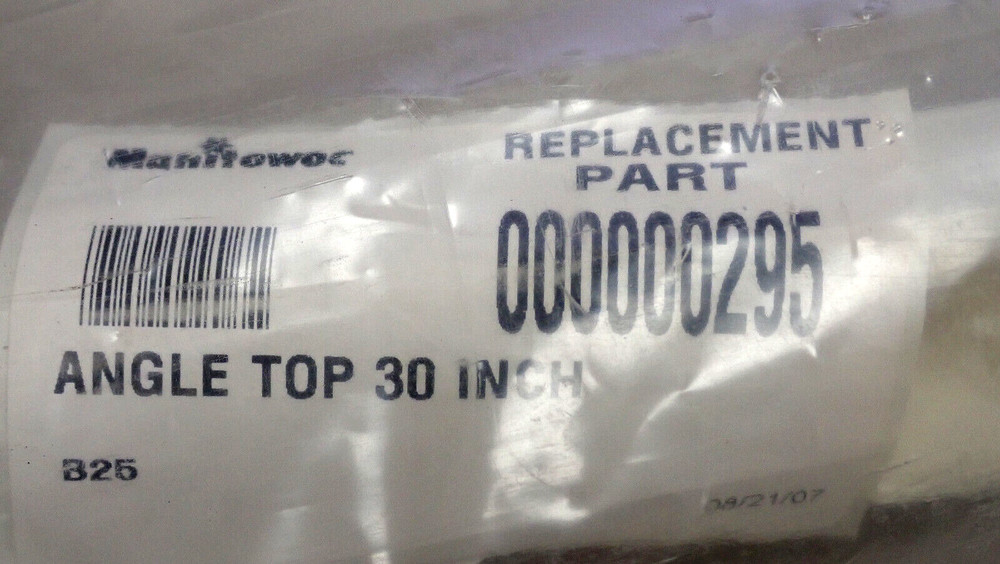 Manitowoc
REPLACEMENT
PART
000000295
ANGLE TOP 30 INCH
B25
08/21/07